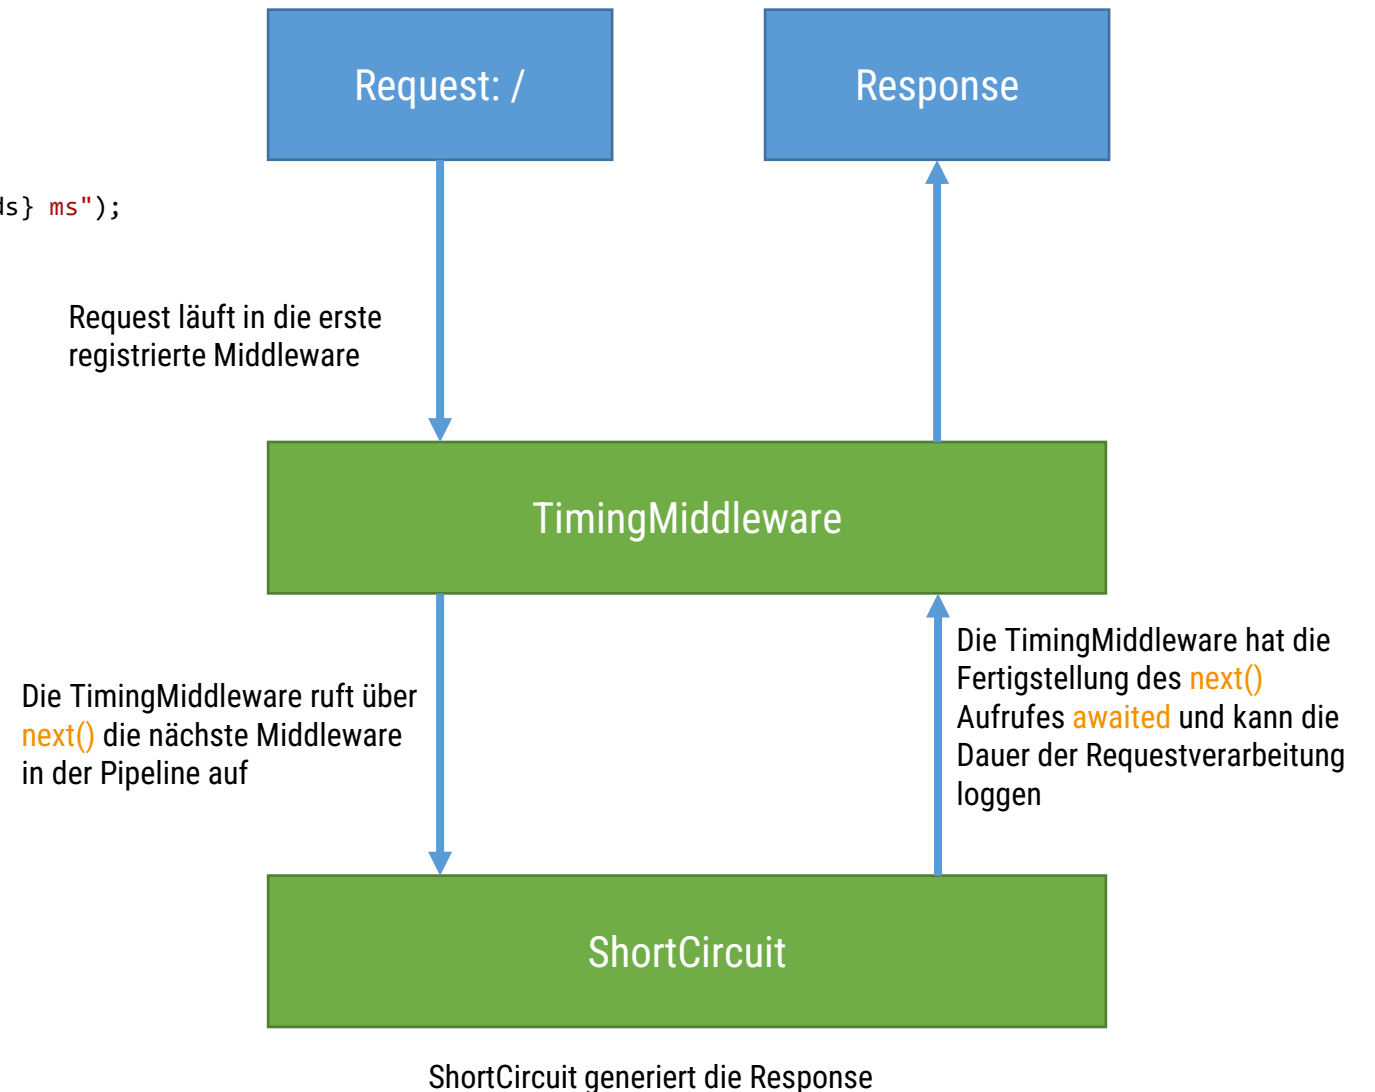 Request: /
Response
ds} ms");
Request läuft in die erste
registrierte Middleware
TimingMiddleware
Die TimingMiddleware ruft über
next() die nächste Middleware
in der Pipeline auf
Die TimingMiddleware hat die
Fertigstellung des next()
Aufrufes awaited und kann die
Dauer der Requestverarbeitung
loggen
ShortCircuit
ShortCircuit generiert die Response